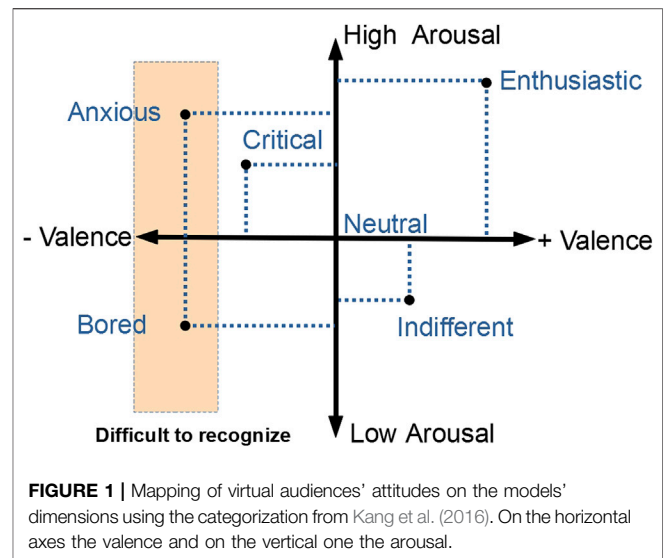 High Arousal
Enthusiastic
Anxious
Critical
Neutral
- Valence
+ Valence
Bored
Indifferent
Difficult to recognize
Low Arousal
FIGURE 1 | Mapping of virtual audiences’ attitudes on the models’
dimensions using the categorization from Kang et al. (2016). On the horizontal
axes the valence and on the vertical one the arousal.